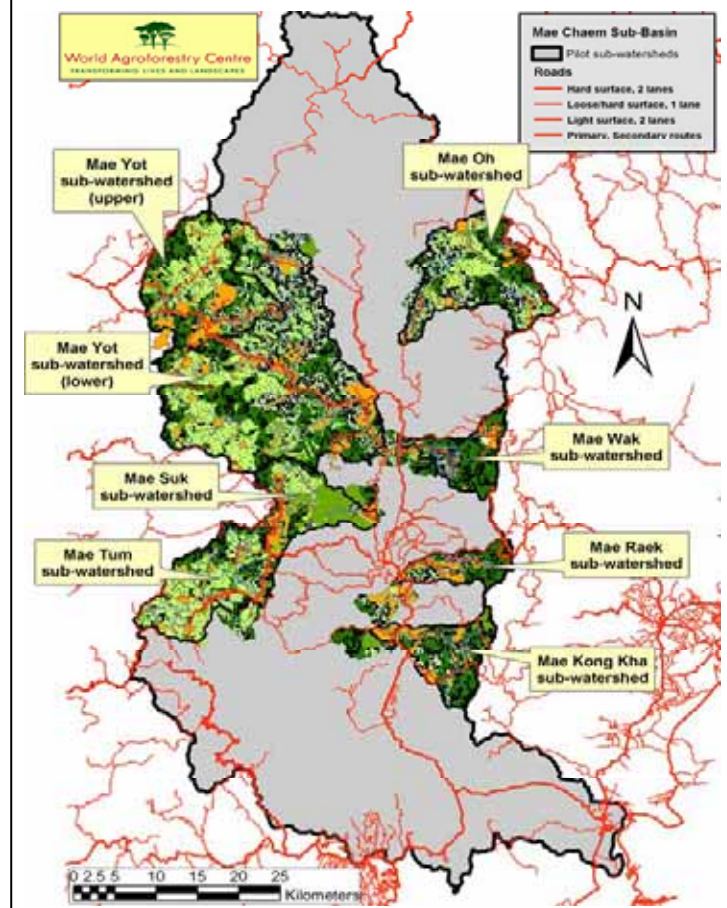 World Agroforestry Centre
TRANSFORMING LIVES AND LANDSCAPES
Mae Chaem Sub-Basin
Pilot sub-watersheds
Roads
Hard surface, 2 lanes
Loose/hard surface, 1 lane
Light surface, 2 lanes
Primary, Secondary routes
Mae Yot
sub-watershed
(upper)
Mae Oh
sub-watershed
N
Mae Yot
sub-watershed
(lower)
Mae Wak
sub-watershed
Mae Suk
sub-watershed
Mae Tum
sub-watershed
Mae Raek
sub-watershed
Mae Kong Kha
sub-watershed
0 2.5 5 10 15 20 25
Kilometers